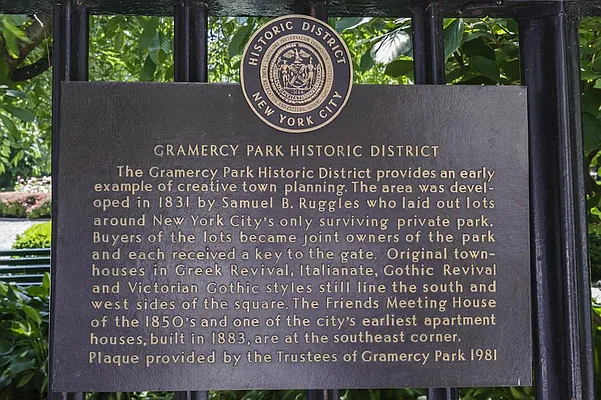 HISTORIC DISTRICT
NEW YORK CITY
GRAMERCY PARK HISTORIC DISTRICT
The Gramercy Park Historic District provides an early
example of creative town planning. The area was devel-
oped in 1831 by Samuel B. Ruggles who laid out lots
around New York City's only surviving private park.
Buyers of the lots became joint owners of the park
and each received a key to the gate. Original town-
houses in Greek Revival, Italianate, Gothic Revival
and Victorian Gothic styles still line the south and
west sides of the square. The Friends Meeting House
of the 1850's and one of the city's earliest apartment
houses, built in 1883, are at the southeast corner.
Plaque provided by the Trustees of Gramercy Park 1981